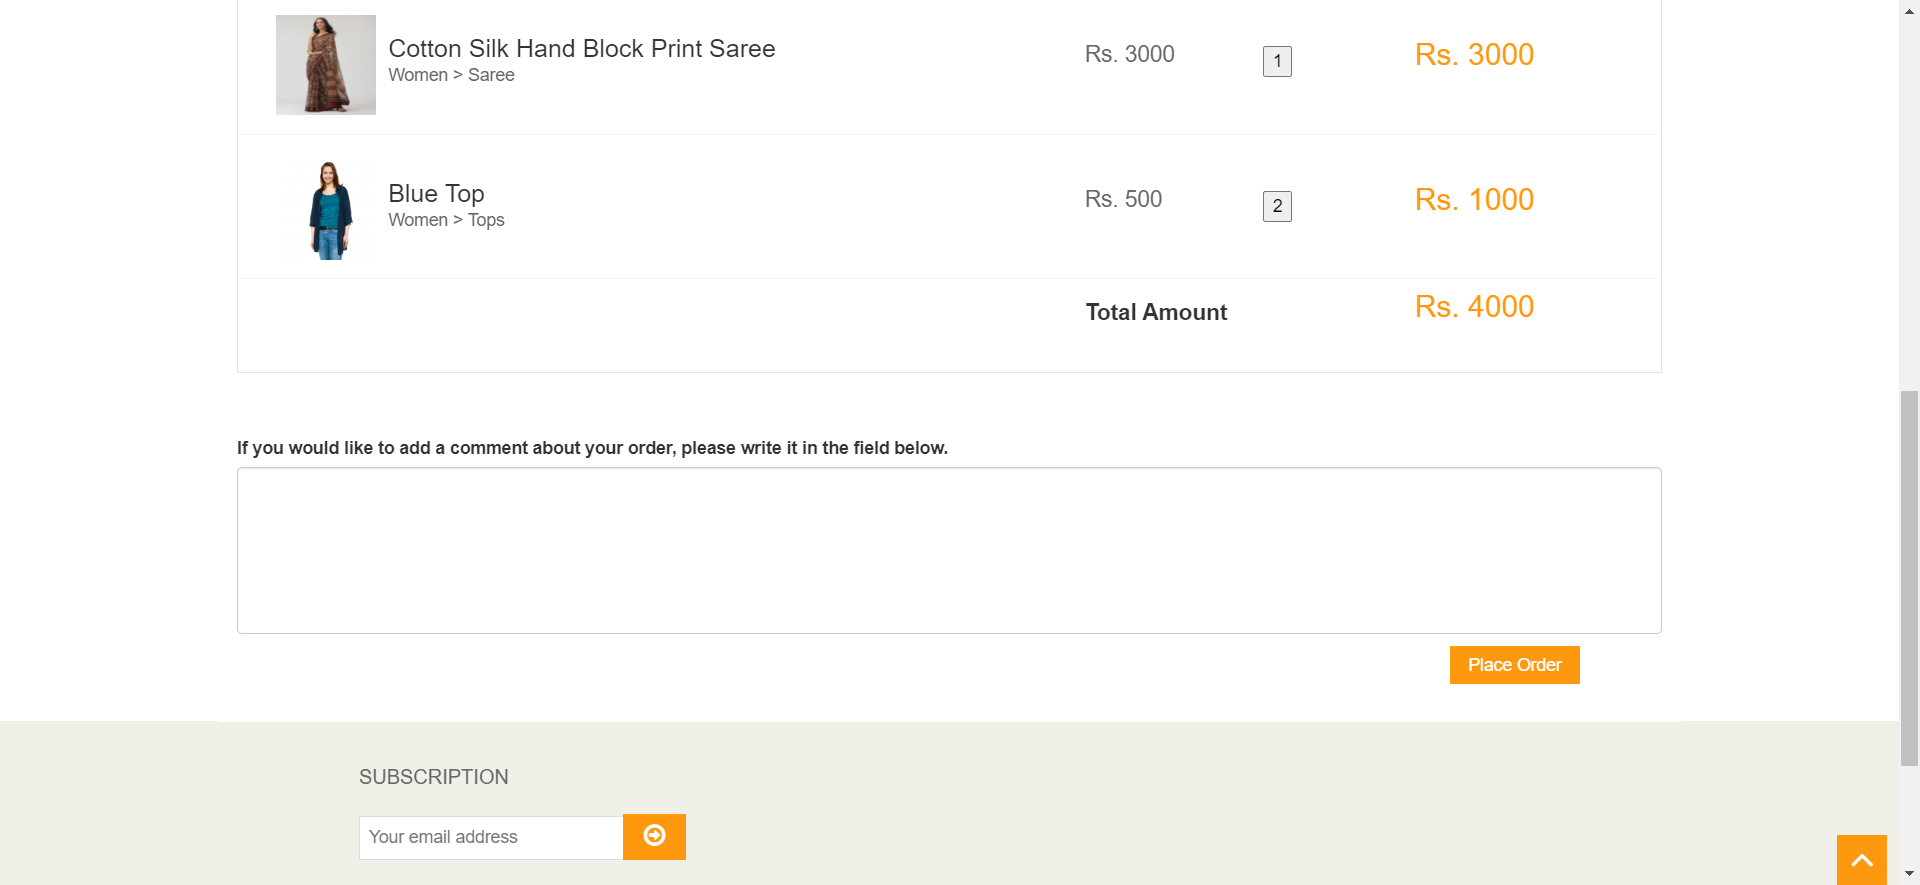 Cotton Silk Hand Block Print Saree
Women > Saree
Rs. 3000
1
Rs. 3000
Blue Top
Women > Tops
Rs. 500
2
Rs. 1000
Total Amount
Rs. 4000
If you would like to add a comment about your order, please write it in the field below.
Place Order
SUBSCRIPTION
Your email address